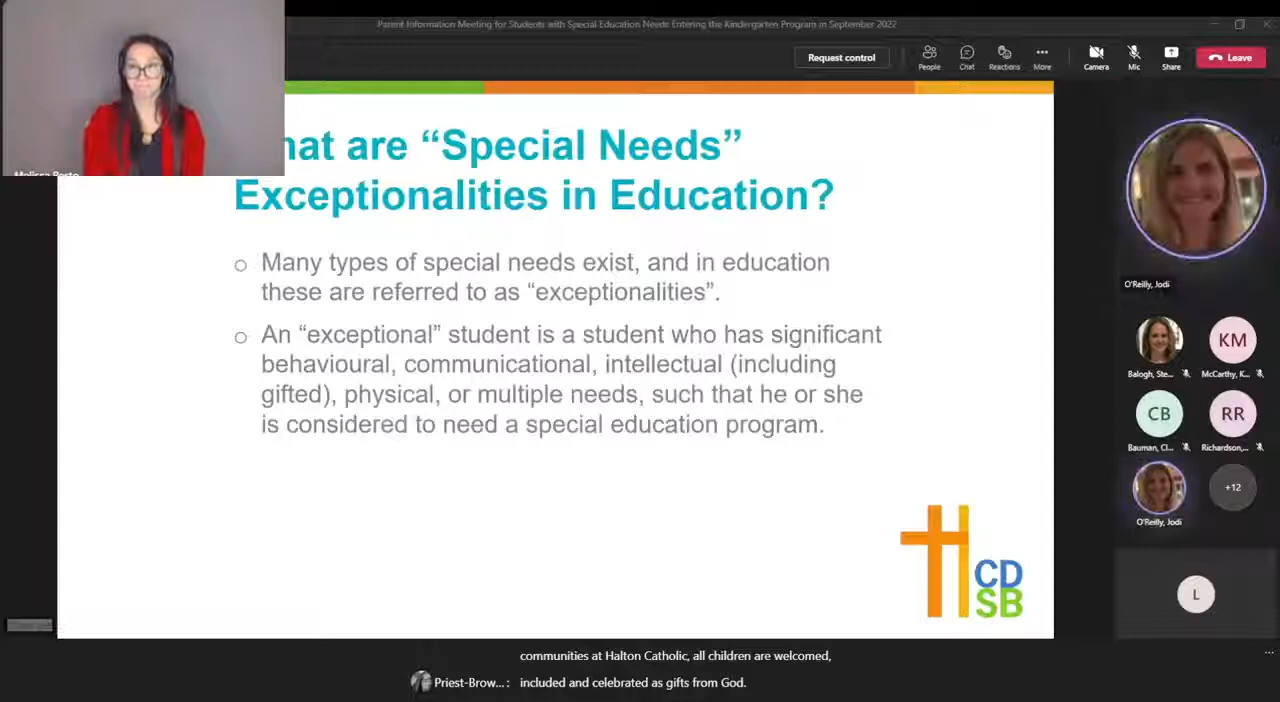 Parent Information Meeting for Students with Special Education Needs Entering the Kindergarten Program in September 2022
Request control
People
Chat
Reactions
More
Camera
Mic
Share
Leave
hat are “Special Needs”
Exceptionalities in Education?
Many types of special needs exist, and in education
these are referred to as “exceptionalities”.
An “exceptional” student is a student who has significant
behavioural, communicational, intellectual (including
gifted), physical, or multiple needs, such that he or she
is considered to need a special education program.
CD
SB
O'Reilly, Jodi
KM
Balogh, Ste...
McCarthy, K...
CB
RR
Bauman, Cl...
Richardson,...
+12
O'Reilly, Jodi
L
communities at Halton Catholic, all children are welcomed,
Priest-Brow... : included and celebrated as gifts from God.